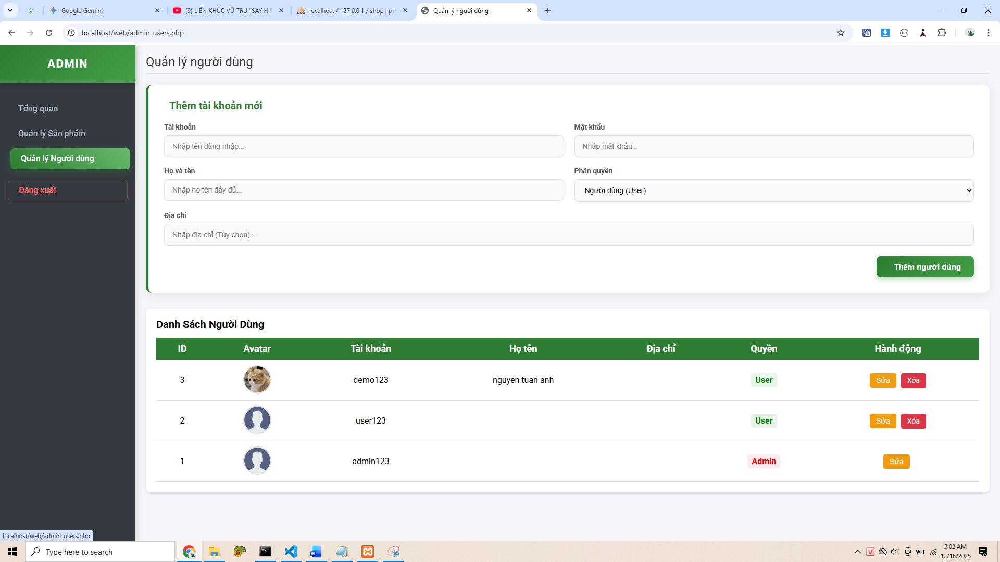 Google Gemini
(9) LIÊN KHÚC VŨ TRỤ "SAY HI"
localhost / 127.0.0.1 / shop | ph
Quản lý người dùng
localhost/web/admin_users.php
ADMIN
Tổng quan
Quản lý Sản phẩm
Quản lý Người dùng
Đăng xuất
Quản lý người dùng
Thêm tài khoản mới
Tài khoản
Mật khẩu
Nhập tên đăng nhập...
Nhập mật khẩu...
Họ và tên
Phân quyền
Nhập họ tên đầy đủ...
Người dùng (User)
Địa chỉ
Nhập địa chỉ (Tùy chọn)...
Thêm người dùng
Danh Sách Người Dùng
ID Avatar Tài khoản Họ tên Địa chỉ Quyền Hành động
3 demo123 nguyen tuan anh User Sửa Xóa
2 user123 User Sửa Xóa
1 admin123 Admin Sửa
localhost/web/admin_users.php
Type here to search
2:02 AM
12/16/2025